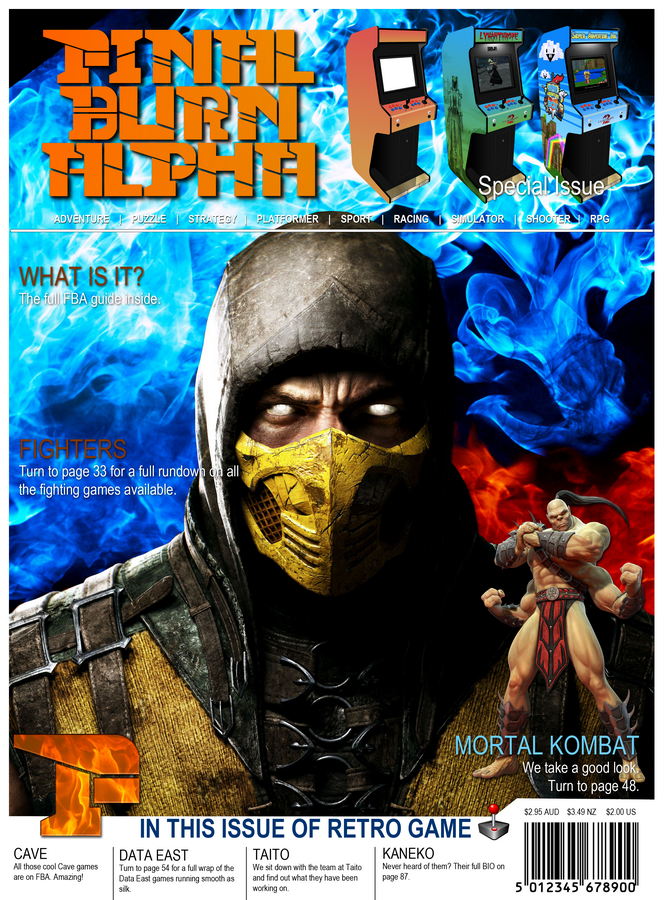 FINAL
BURN
ALPHA
Special Issue
ADVENTURE | PUZZLE | STRATEGY | PLATFORMER | SPORT | RACING | SIMULATOR | SHOOTER | RPG
WHAT IS IT?
The full FBA guide inside.
FIGHTERS
Turn to page 33 for a full rundown on all
the fighting games available.
MORTAL KOMBAT
We take a good look.
Turn to page 48.
IN THIS ISSUE OF RETRO GAME
$2.95 AUD $3.49 NZ $2.00 US
CAVE
All those cool Cave games
are on FBA. Amazing!
DATA EAST
Turn to page 54 for a full wrap of the
Data East games running smooth as
silk.
TAITO
We sit down with the team at Taito
and find out what they have been
working on.
KANEKO
Never heard of them? Their full BIO on
page 87.
5 012345 678900